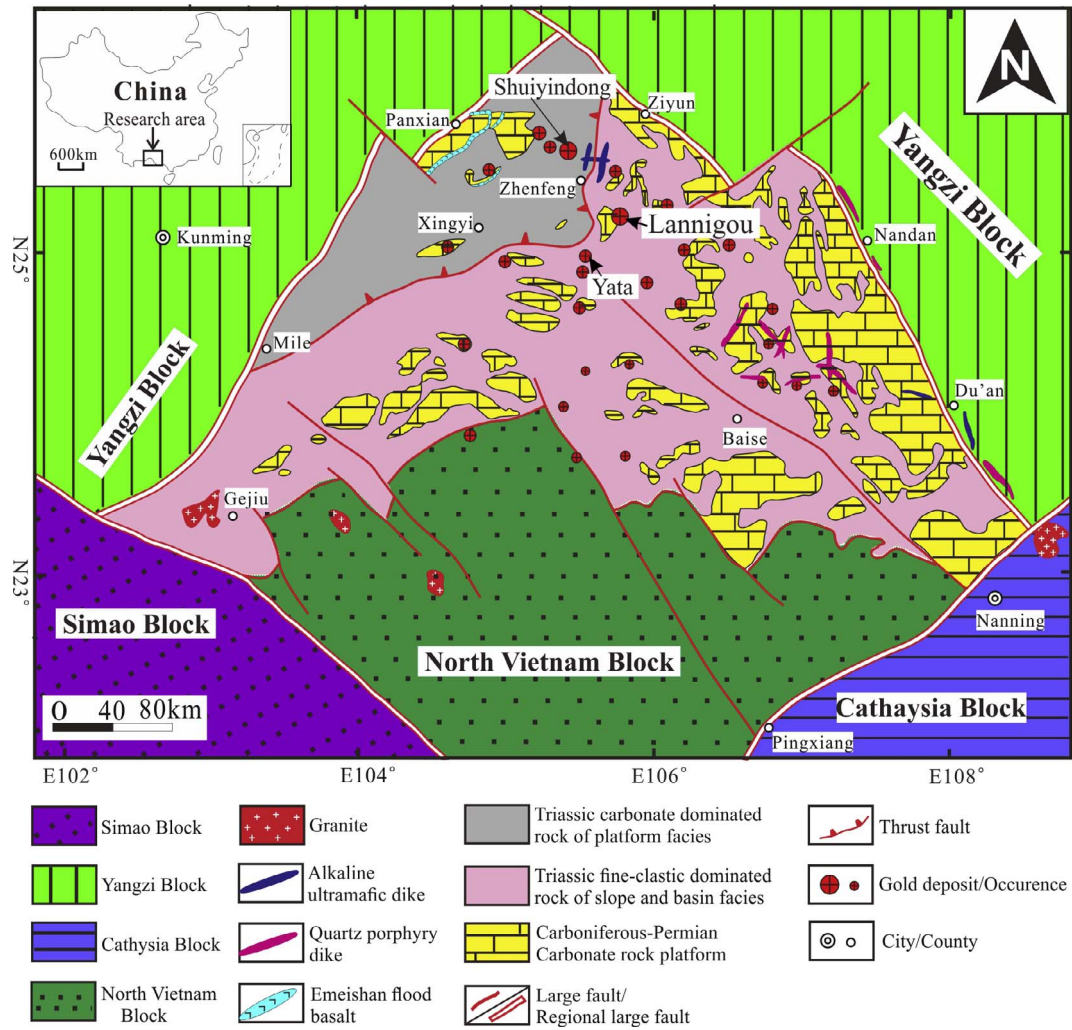 China
Research area
600km
N
Shuiyindong
Panxian
Ziyun
Zhenfeng
Yangzi Block
Xingyi
Lannigou
Kunming
Nandan
N25°
Yata
Mile
Yangzi Block
Du'an
Baise
Gejiu
N23°
Simao Block
Nanning
North Vietnam Block
0 40 80km
Cathaysia Block
Pingxiang
E102°
E104°
E106°
E108°
Simao Block
Granite
Triassic carbonate dominated
rock of platform facies
Thrust fault
Yangzi Block
Alkaline
ultramafic dike
Triassic fine-clastic dominated
rock of slope and basin facies
Gold deposit/Occurence
Cathysia Block
Quartz porphyry
dike
Carboniferous-Permian
Carbonate rock platform
City/County
North Vietnam
Block
Emeishan flood
basalt
Large fault/
Regional large fault